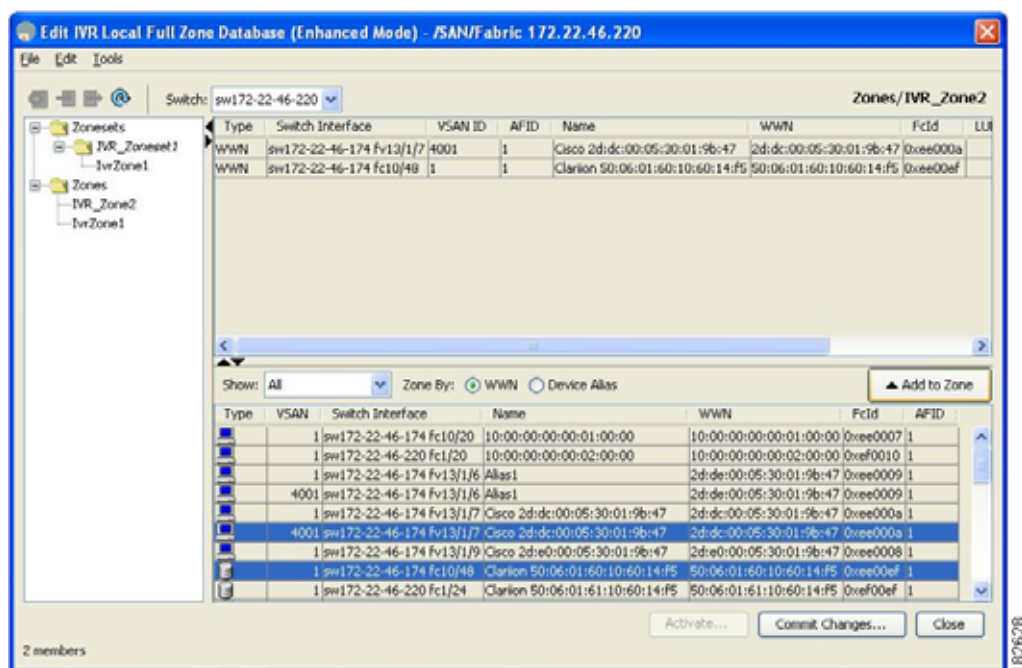 Edit IVR Local Full Zone Database (Enhanced Mode) - /SAN/Fabric 172.22.46.220
File Edit Tools
Switch: sw172-22-46-220
Zones/IVR_Zone2
Zonesets
IVR_Zoneset1
IvrZone1
Zones
IVR_Zone2
IvrZone1
Type Switch Interface VSAN ID AFID Name WWN FcId LU
WWN sw172-22-46-174 fv13/1/7 4001 1 Cisco 2d:dc:00:05:30:01:9b:47 2d:dc:00:05:30:01:9b:47 0xee000a
WWN sw172-22-46-174 fc10/48 1 1 Clariion 50:06:01:60:10:60:14:f5 50:06:01:60:10:60:14:f5 0xee00ef
Show: All Zone By: WWN Device Alias Add to Zone
Type VSAN Switch Interface Name WWN FcId AFID
1 sw172-22-46-174 fc10/20 10:00:00:00:00:01:00:00 10:00:00:00:00:01:00:00 0xee0007 1
1 sw172-22-46-220 fc1/20 10:00:00:00:00:02:00:00 10:00:00:00:00:02:00:00 0xef0010 1
1 sw172-22-46-174 fv13/1/6 Alias1 2d:de:00:05:30:01:9b:47 0xee0009 1
4001 sw172-22-46-174 fv13/1/6 Alias1 2d:de:00:05:30:01:9b:47 0xee0009 1
1 sw172-22-46-174 fv13/1/7 Cisco 2d:dc:00:05:30:01:9b:47 2d:dc:00:05:30:01:9b:47 0xee000a 1
4001 sw172-22-46-174 fv13/1/7 Cisco 2d:dc:00:05:30:01:9b:47 2d:dc:00:05:30:01:9b:47 0xee000a 1
1 sw172-22-46-174 fv13/1/9 Cisco 2d:e0:00:05:30:01:9b:47 2d:e0:00:05:30:01:9b:47 0xee0008 1
1 sw172-22-46-174 fc10/48 Clariion 50:06:01:60:10:60:14:f5 50:06:01:60:10:60:14:f5 0xee00ef 1
1 sw172-22-46-220 fc1/24 Clariion 50:06:01:61:10:60:14:f5 50:06:01:61:10:60:14:f5 0xef00ef 1
Activate... Commit Changes... Close
2 members